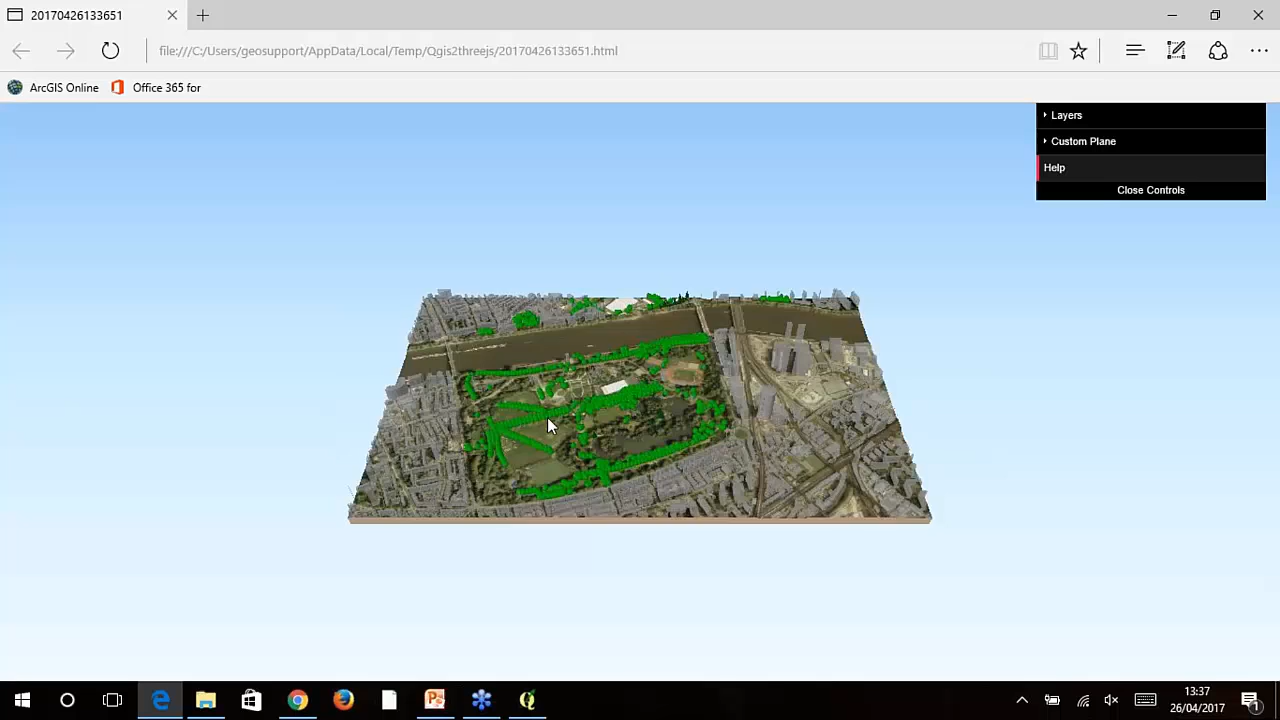 20170426133651
file:///C:/Users/geosupport/AppData/Local/Temp/Qgis2threejs/20170426133651.html
ArcGIS Online
Office 365 for
Layers
Custom Plane
Help
Close Controls
13:37
26/04/2017
1